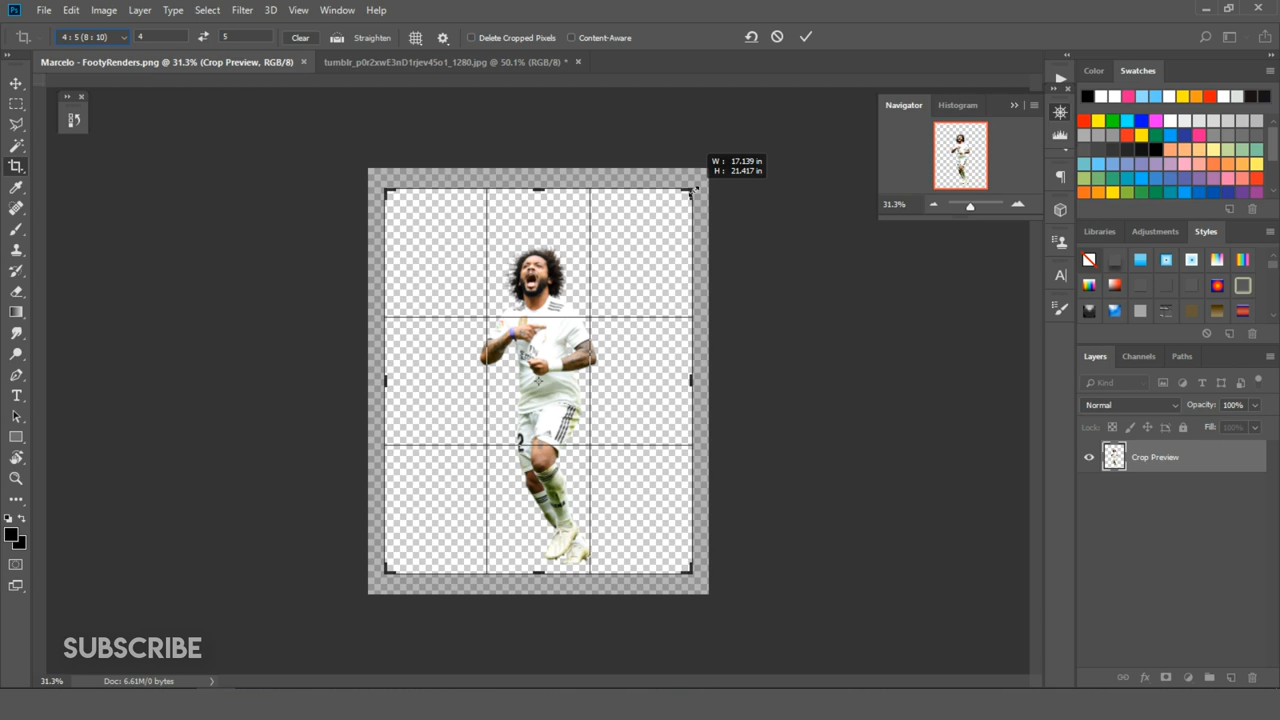 Ps File Edit Image Layer Type Select Filter 3D View Window Help
4 : 5 (8 : 10) 4 5 Clear Straighten Delete Cropped Pixels Content-Aware
Marcelo - FootyRenders.png @ 31.3% (Crop Preview, RGB/8) × tumblr_p0r2xwE3nD1rjev45o1_1280.jpg @ 50.1% (RGB/8) * ×
Color Swatches
Navigator Histogram
W : 17.139 in
H : 21.417 in
31.3%
Libraries Adjustments Styles
Layers Channels Paths
Kind
Normal Opacity: 100%
Lock: Fill: 100%
Crop Preview
2
SUBSCRIBE
31.3% Doc: 6.61M/0 bytes